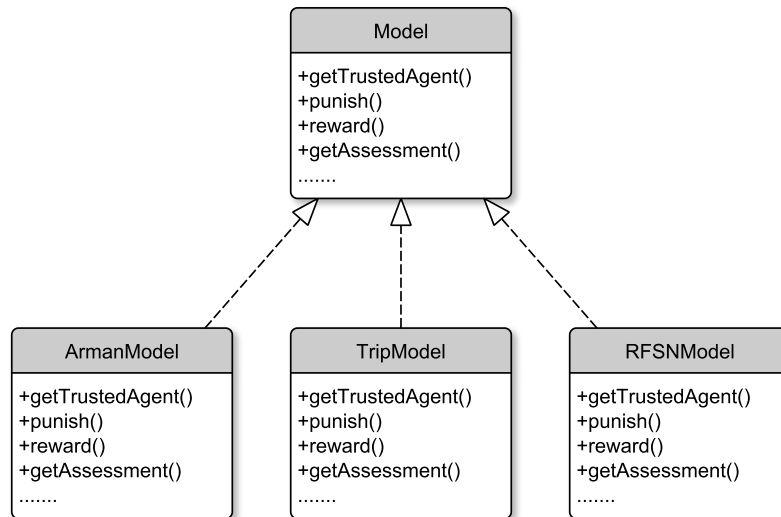 Model
+getTrustedAgent()
+punish()
+reward()
+getAssessment()
.......
ArmanModel
+getTrustedAgent()
+punish()
+reward()
+getAssessment()
.......
TripModel
+getTrustedAgent()
+punish()
+reward()
+getAssessment()
.......
RFSNModel
+getTrustedAgent()
+punish()
+reward()
+getAssessment()
.......